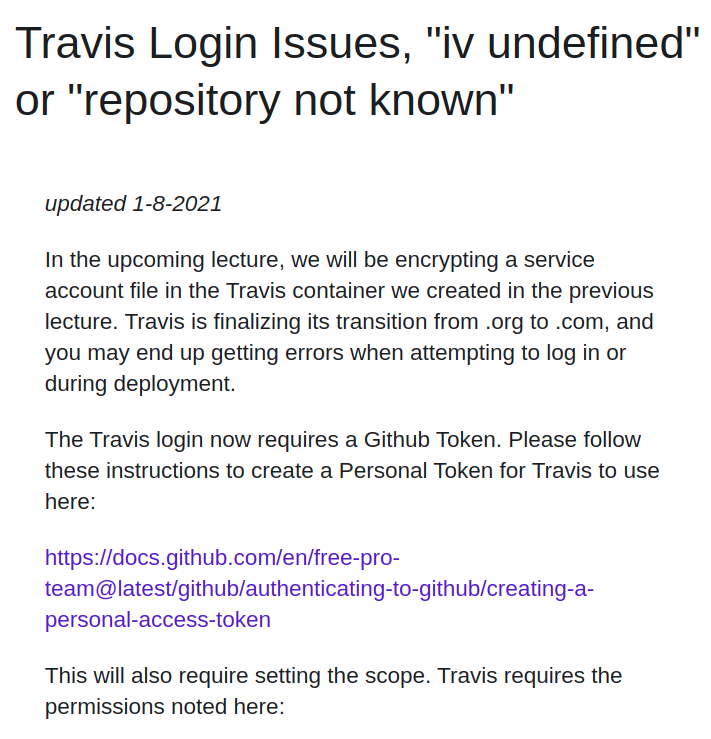 Travis Login Issues, "iv undefined"
or "repository not known"
updated 1-8-2021
In the upcoming lecture, we will be encrypting a service
account file in the Travis container we created in the previous
lecture. Travis is finalizing its transition from .org to .com, and
you may end up getting errors when attempting to log in or
during deployment.
The Travis login now requires a Github Token. Please follow
these instructions to create a Personal Token for Travis to use
here:
https://docs.github.com/en/free-pro-
team@latest/github/authenticating-to-github/creating-a-
personal-access-token
This will also require setting the scope. Travis requires the
permissions noted here: